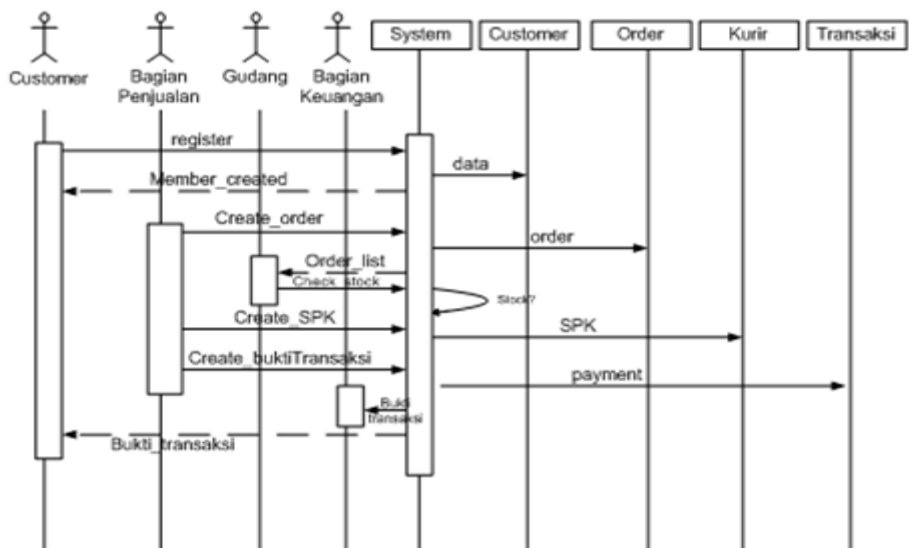 System
Customer
Order
Kurir
Transaksi
Customer
Bagian
Penjualan
Gudang
Bagian
Keuangan
register
data
Member_created
Create_order
order
Order_list
Check_stock
Stock?
Create_SPK
SPK
Create_buktiTransaksi
payment
Bukti
transaksi
Bukti_transaksi